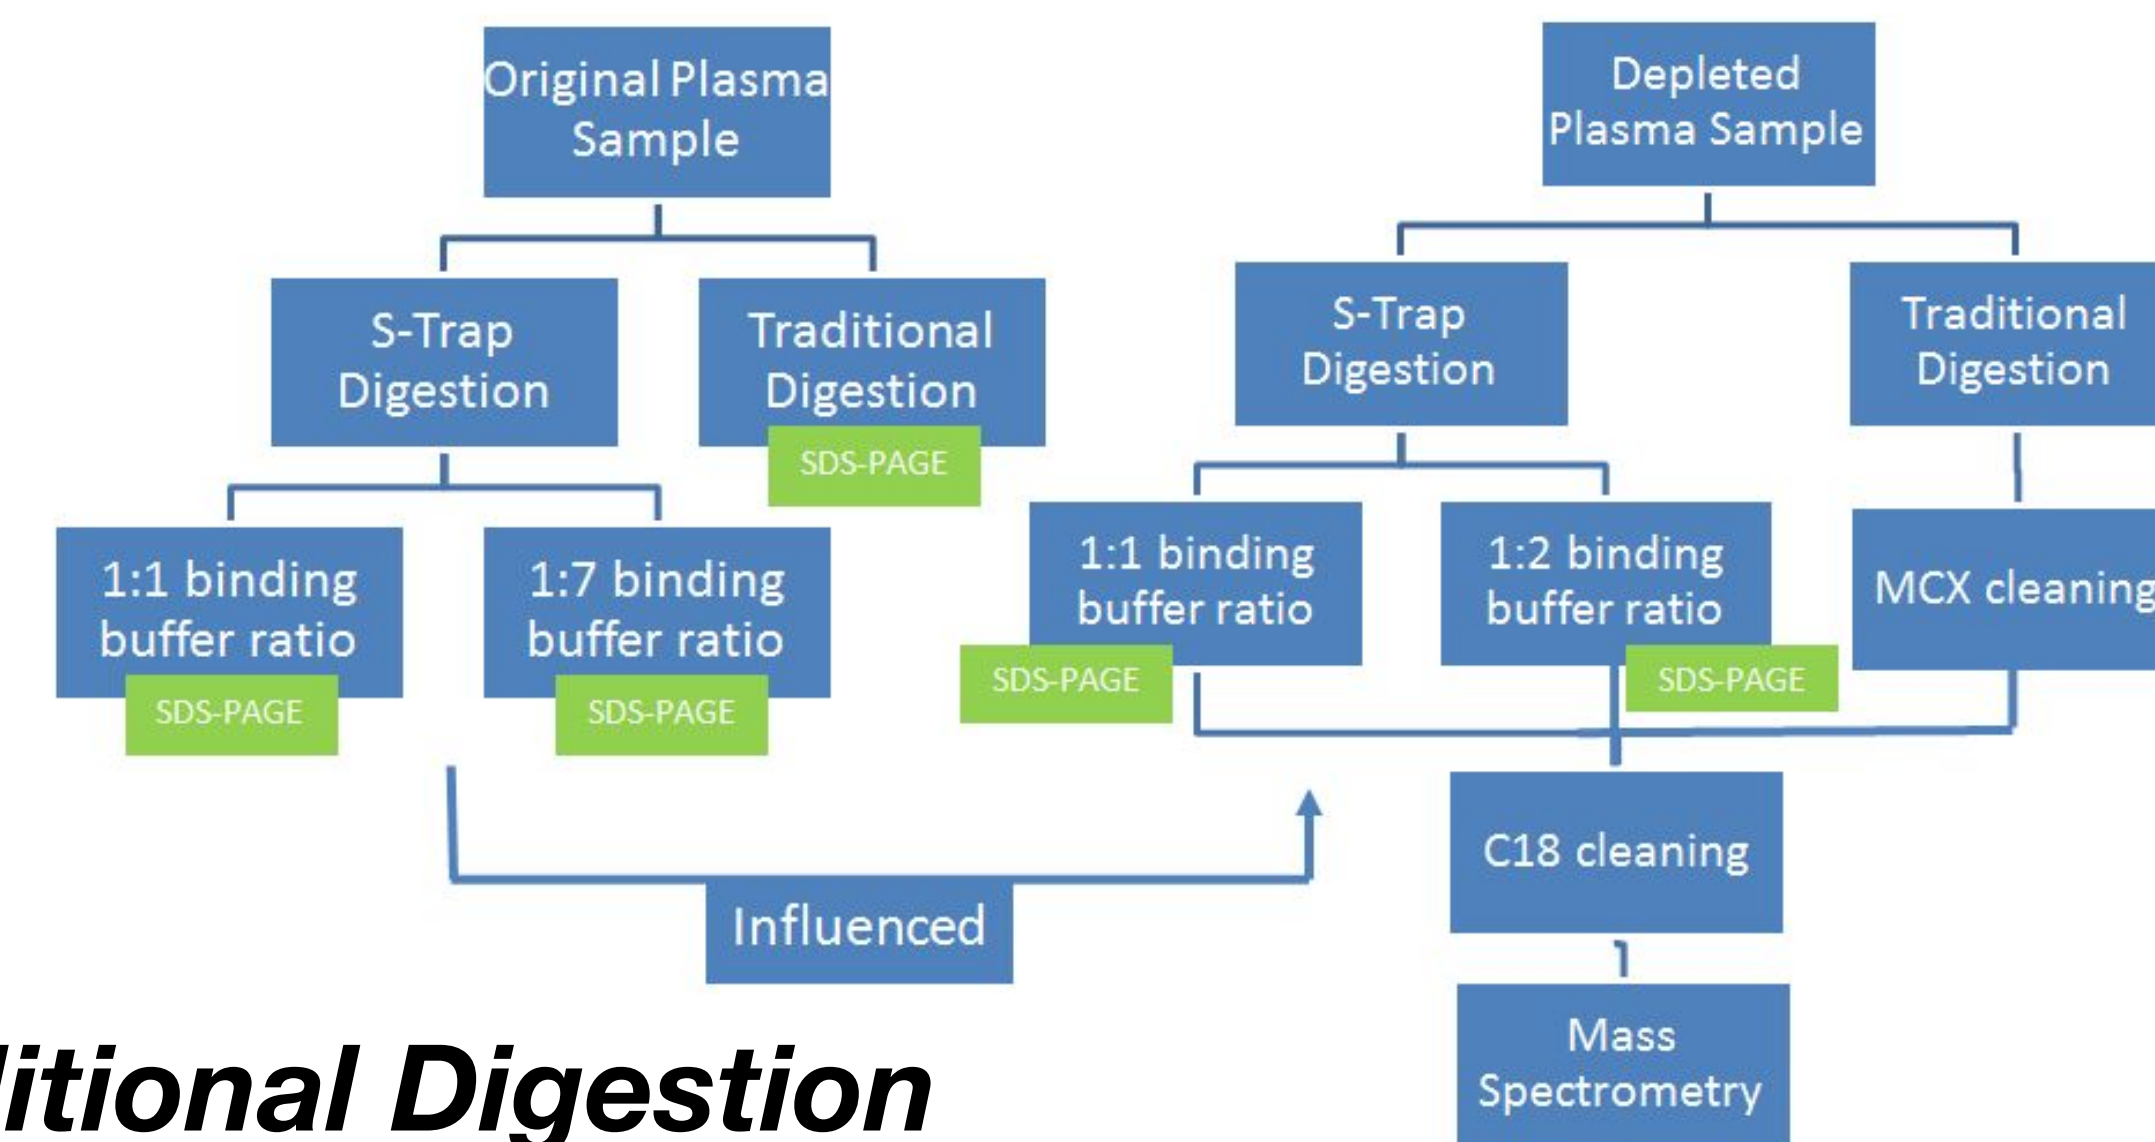 Original Plasma
Sample
S-Trap
Digestion
Traditional
Digestion
SDS-PAGE
1:1 binding
buffer ratio
SDS-PAGE
1:7 binding
buffer ratio
SDS-PAGE
Influenced
Depleted
Plasma Sample
S-Trap
Digestion
Traditional
Digestion
1:1 binding
buffer ratio
SDS-PAGE
1:2 binding
buffer ratio
SDS-PAGE
MCX cleaning
C18 cleaning
Mass
Spectrometry
Digestion